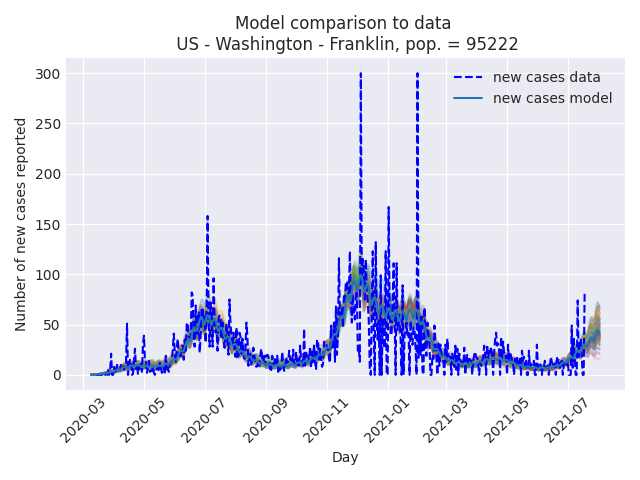 Model comparison to data
US - Washington - Franklin, pop. = 95222
new cases data
new cases model
Number of new cases reported
300
250
200
150
100
50
0
2020-03
2020-05
2020-07
2020-09
2020-11
2021-01
2021-03
2021-05
2021-07
Day